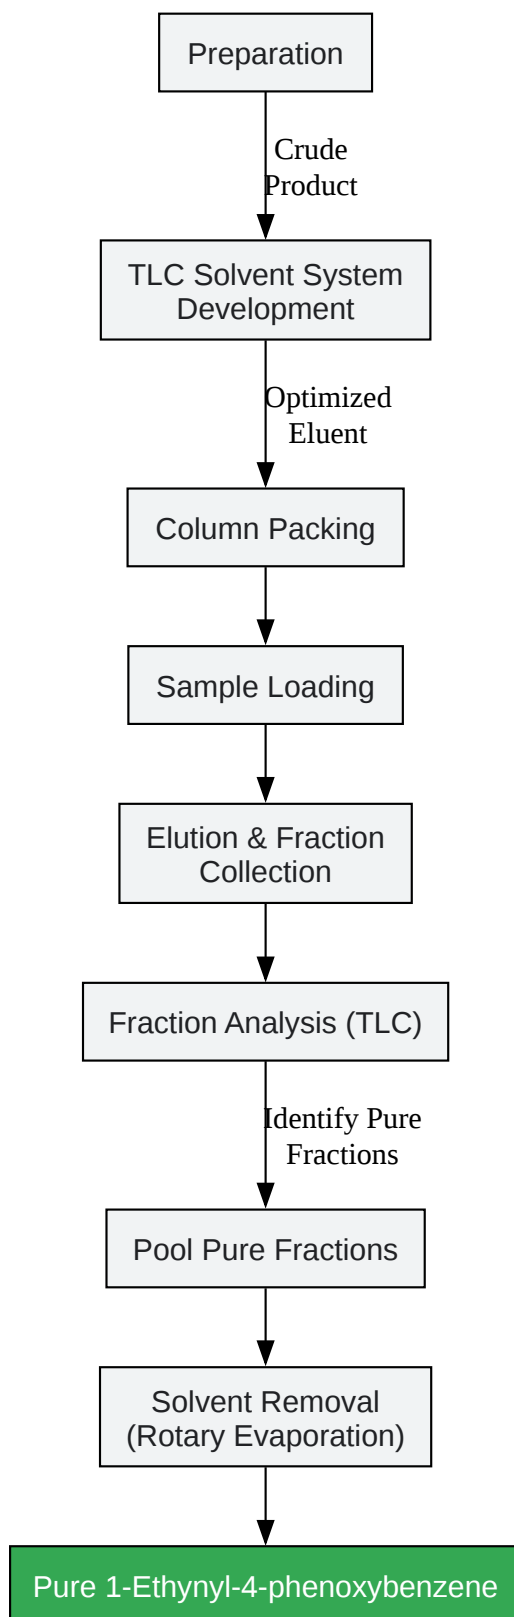 Preparation
Crude
Product
TLC Solvent System
Development
Optimized
Eluent
Column Packing
Sample Loading
Elution & Fraction
Collection
Fraction Analysis (TLC)
Identify Pure
Fractions
Pool Pure Fractions
Solvent Removal
(Rotary Evaporation)
Pure 1-Ethynyl-4-phenoxybenzene